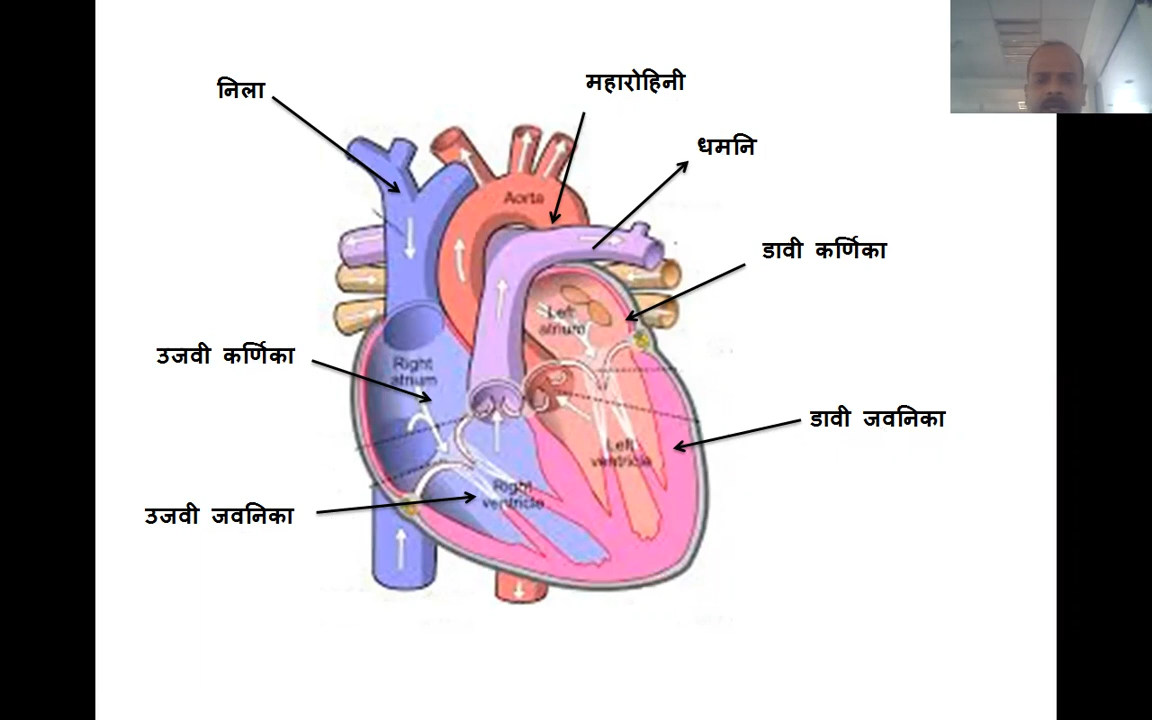 निला
महारोहिनी
धमनि
Aorta
डावी कर्णिका
Left
atrium
उजवी कर्णिका
Right
atrium
डावी जवनिका
Left
ventricle
Right
ventricle
उजवी जवनिका